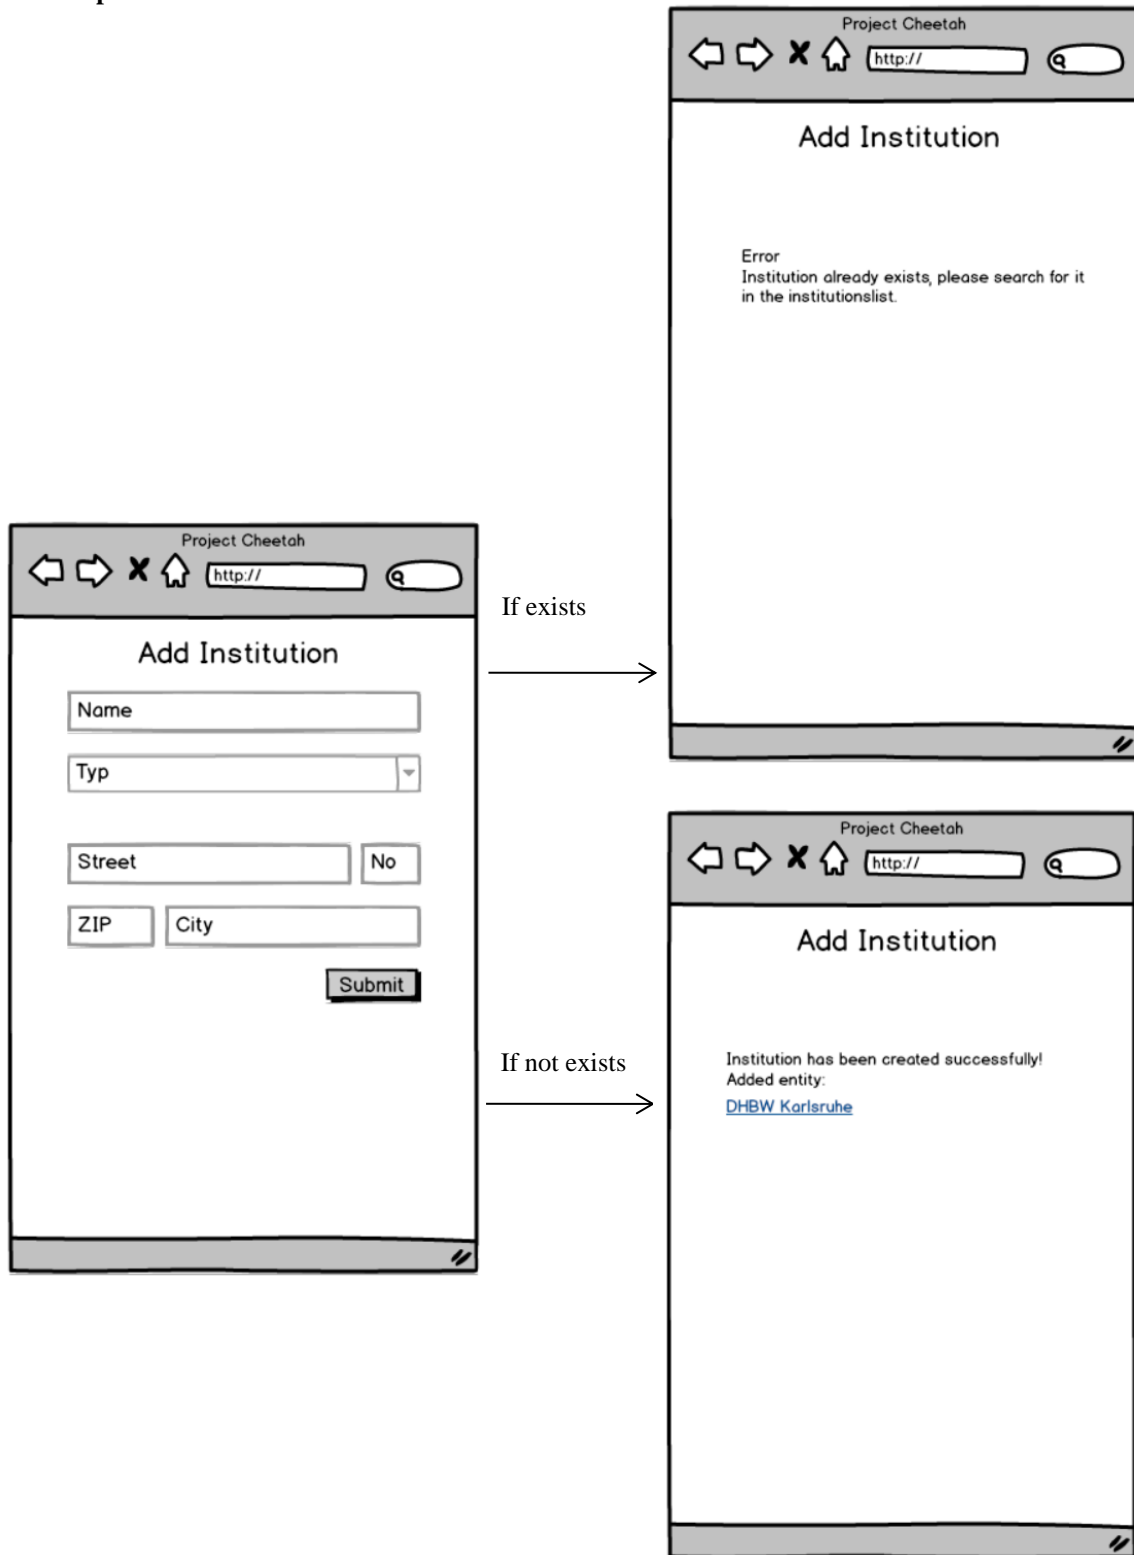 Project Cheetah
http://
Add Institution
Error
Institution already exists, please search for it
in the institutionslist.
Project Cheetah
http://
Add Institution
Name
Typ
Street
No
ZIP
City
Submit
If exists
If not exists
Project Cheetah
http://
Add Institution
Institution has been created successfully!
Added entity:
DHBW Karlsruhe